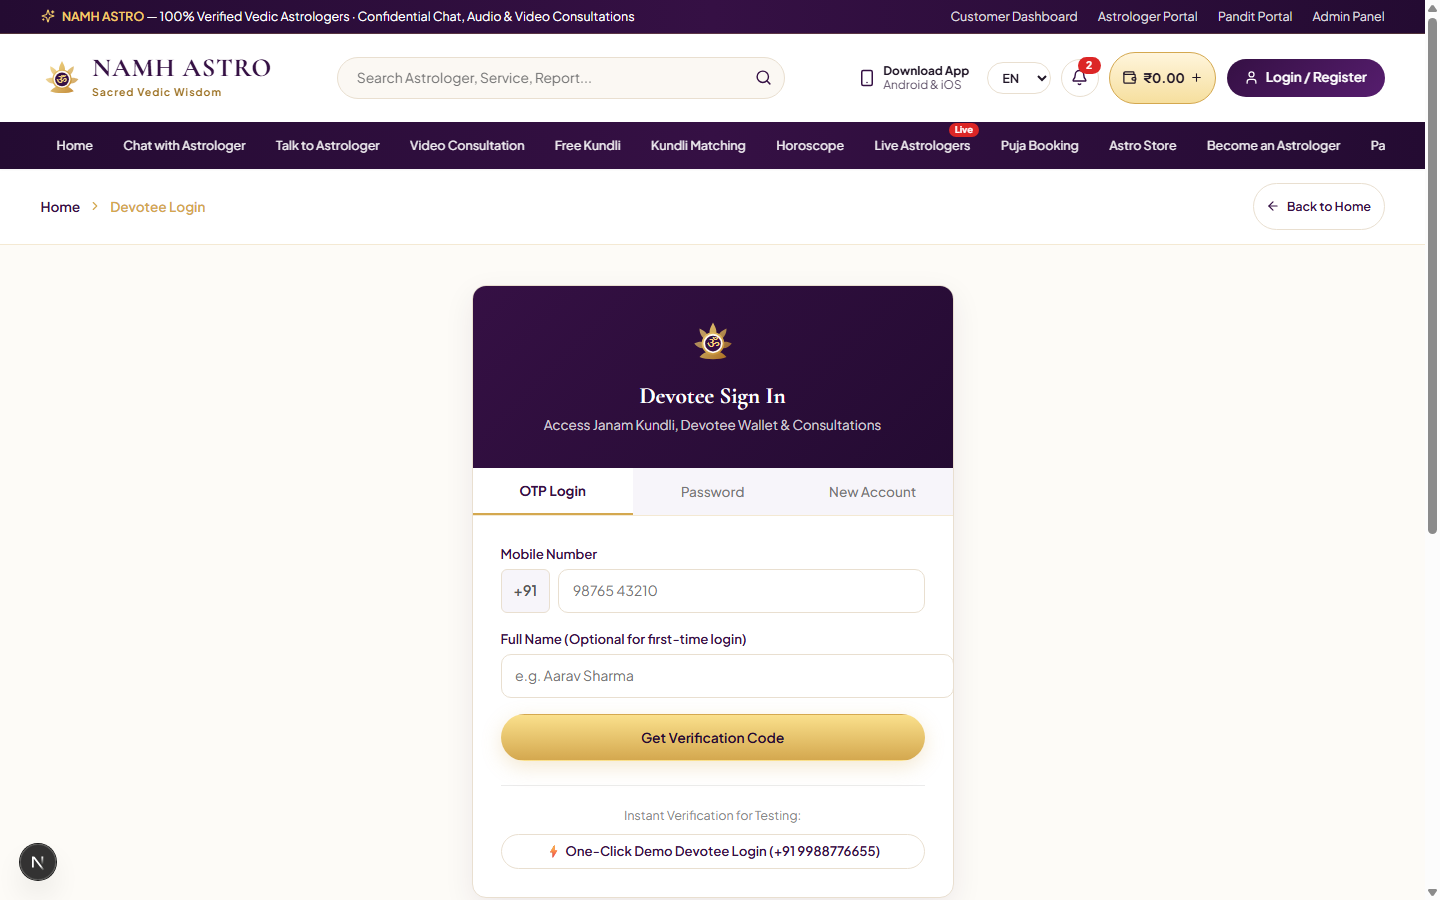 NAMH ASTRO — 100% Verified Vedic Astrologers · Confidential Chat, Audio & Video Consultations
Customer Dashboard Astrologer Portal Pandit Portal Admin Panel
NAMH ASTRO
Sacred Vedic Wisdom
Search Astrologer, Service, Report...
Download App
Android & iOS
EN
2
₹0.00 +
Login / Register
Live
Home Chat with Astrologer Talk to Astrologer Video Consultation Free Kundli Kundli Matching Horoscope Live Astrologers Puja Booking Astro Store Become an Astrologer Pa
Home > Devotee Login
← Back to Home
ॐ
Devotee Sign In
Access Janam Kundli, Devotee Wallet & Consultations
OTP Login Password New Account
Mobile Number
+91 98765 43210
Full Name (Optional for first-time login)
e.g. Aarav Sharma
Get Verification Code
Instant Verification for Testing:
One-Click Demo Devotee Login (+91 9988776655)
N